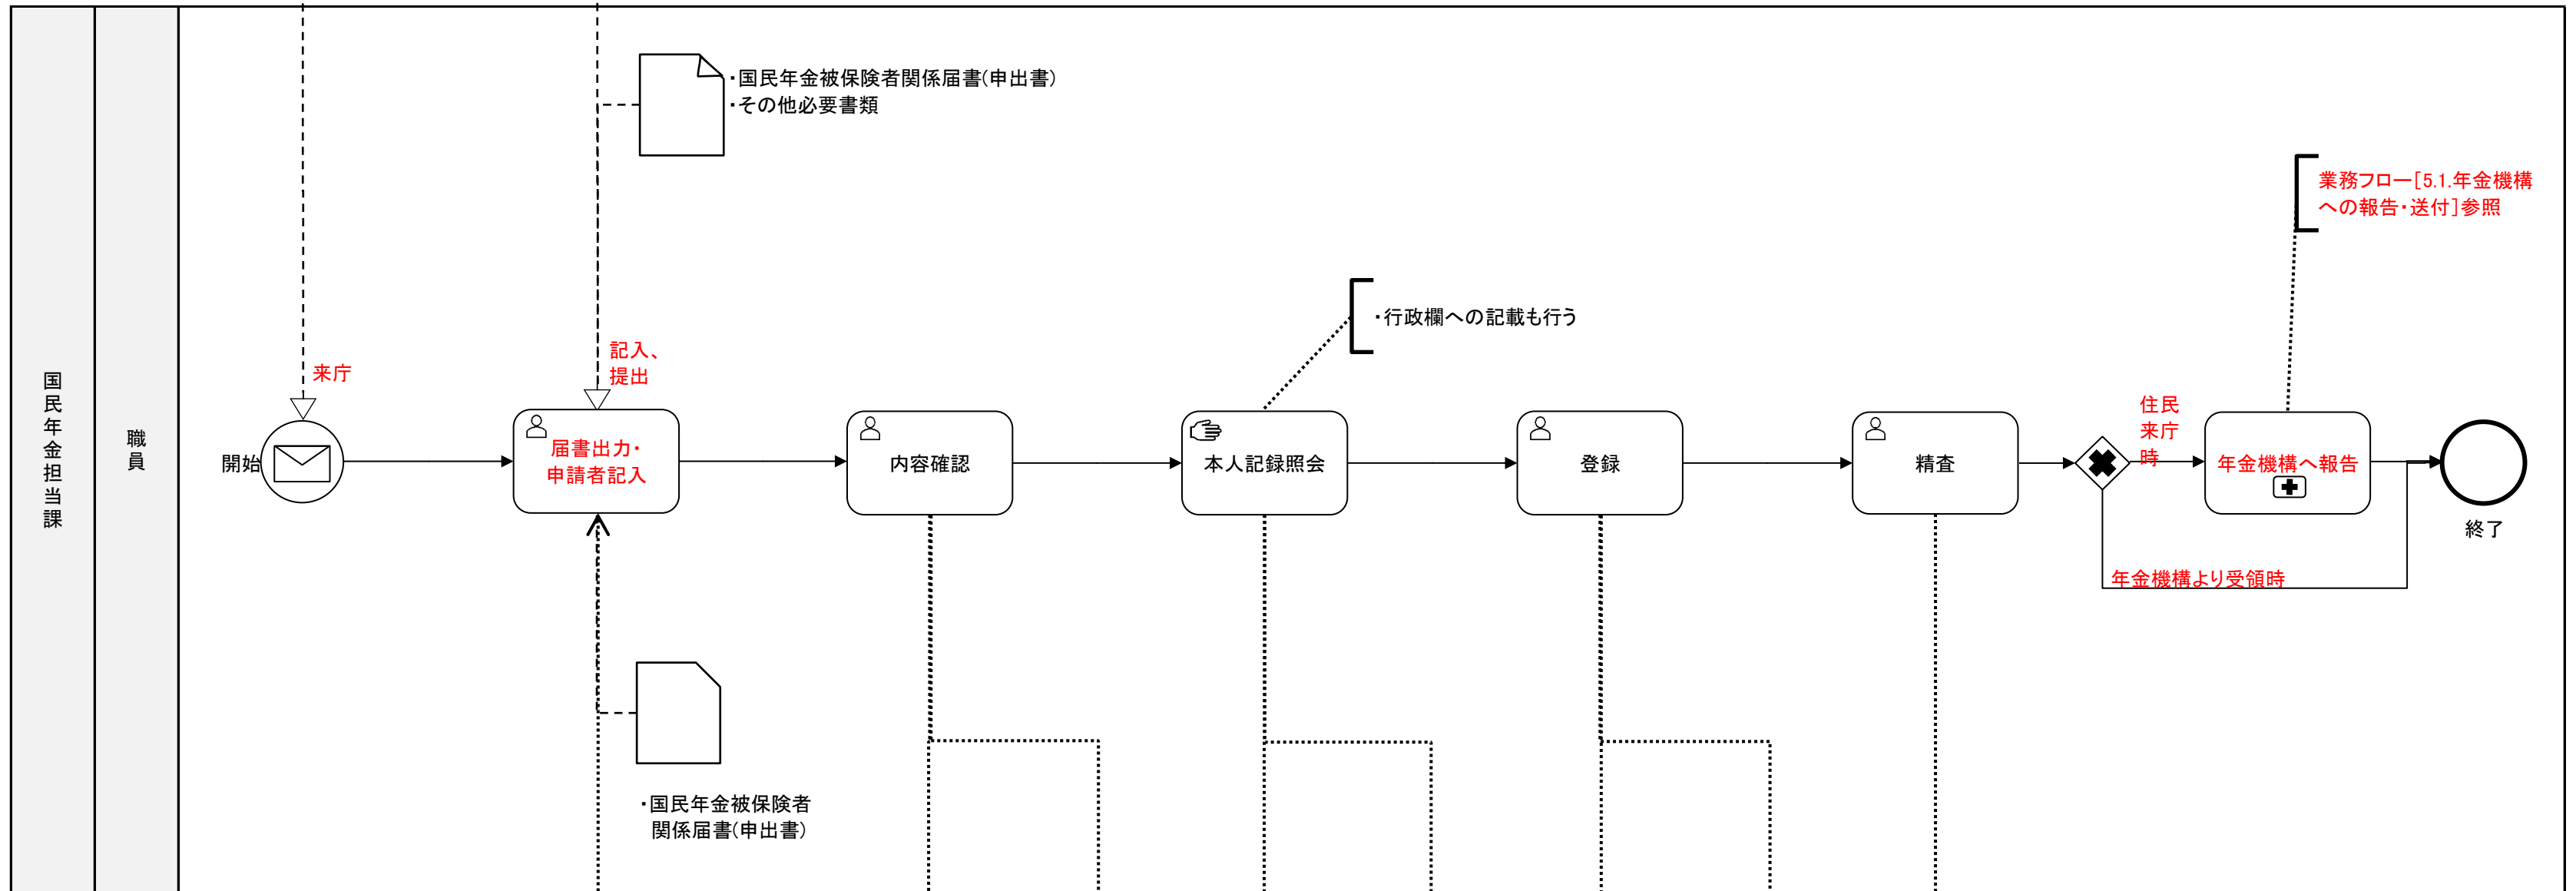 国民年金担当課
職員
・国民年金被保険者関係届書(申出書)
・その他必要書類
業務フロー[5.1.年金機構
への報告・送付]参照
・行政欄への記載も行う
来庁
記入、
提出
開始
届書出力・
申請者記入
内容確認
本人記録照会
登録
精査
住民
来庁
時
年金機構へ報告
終了
年金機構より受領時
・国民年金被保険者
関係届書(申出書)